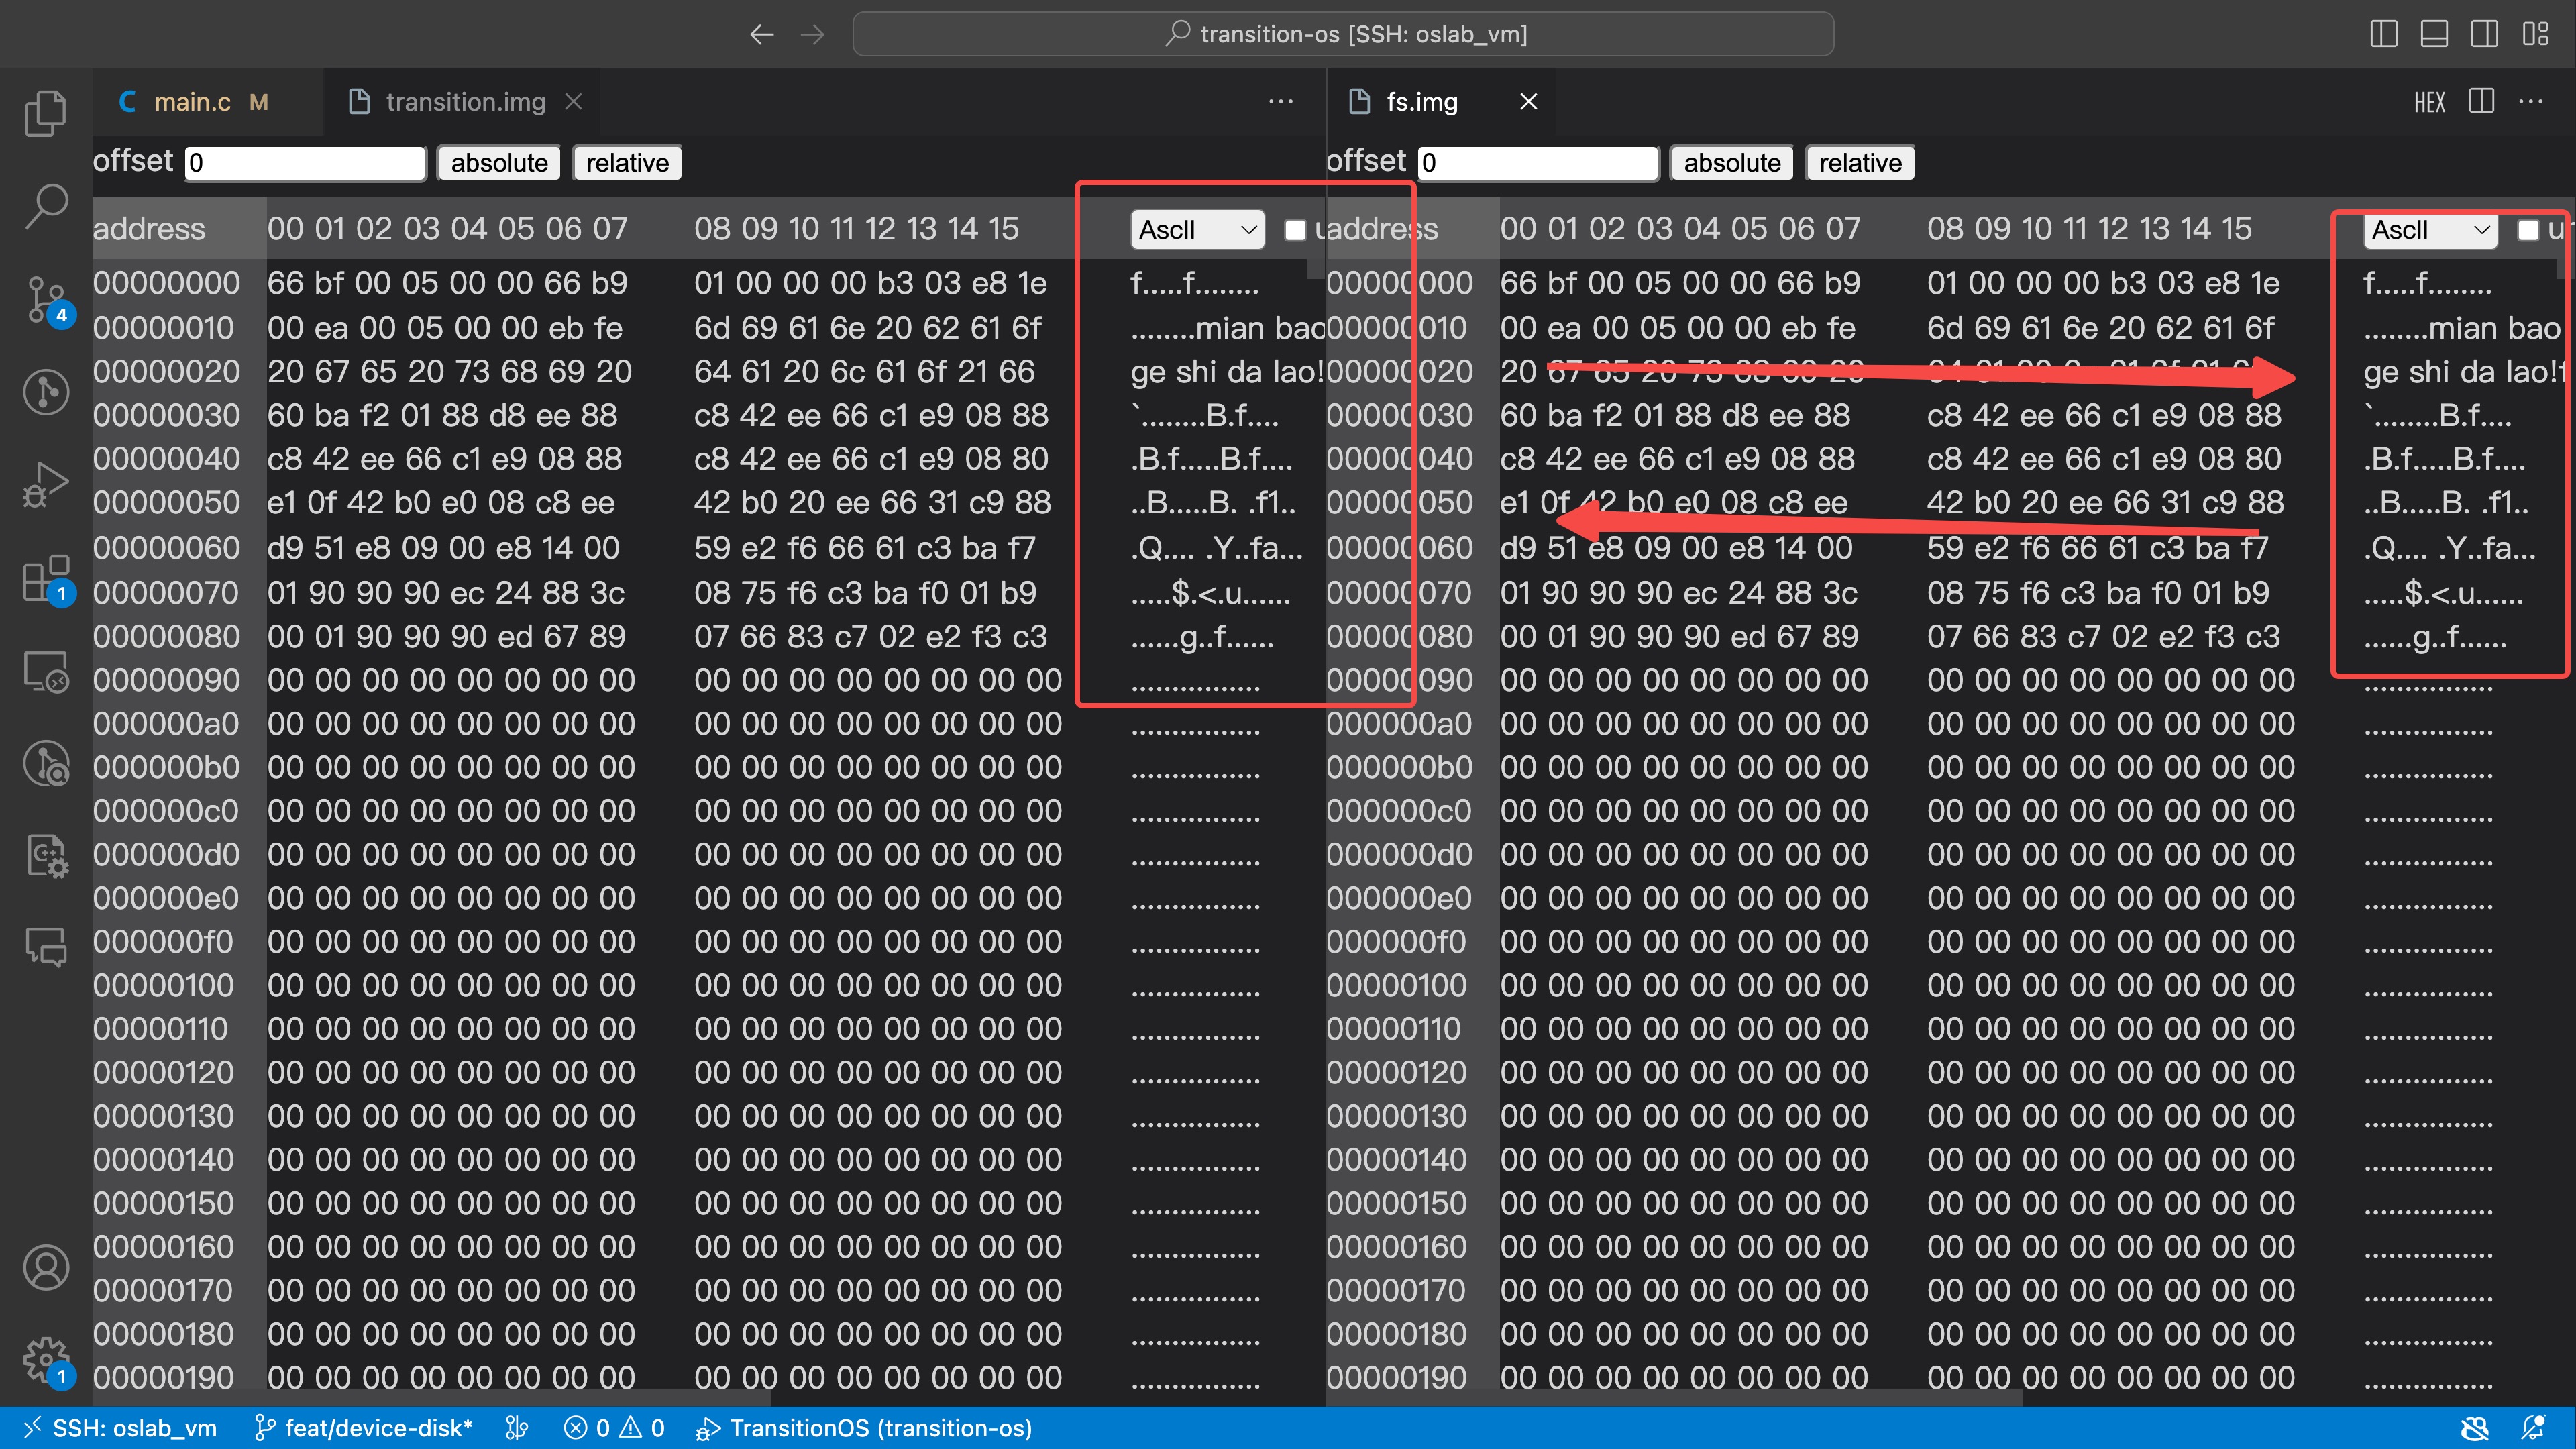 transition-os [SSH: oslab_vm]
main.c M
transition.img
offset 0 absolute relative
address 00 01 02 03 04 05 06 07 08 09 10 11 12 13 14 15 AscII
00000000 66 bf 00 05 00 00 66 b9 01 00 00 00 b3 03 e8 1e f.....f........
00000010 00 ea 00 05 00 00 eb fe 6d 69 61 6e 20 62 61 6f ........mian bao
00000020 20 67 65 20 73 68 69 20 64 61 20 6c 61 6f 21 66 ge shi da lao!
00000030 60 ba f2 01 88 d8 ee 88 c8 42 ee 66 c1 e9 08 88 `........B.f....
00000040 c8 42 ee 66 c1 e9 08 88 c8 42 ee 66 c1 e9 08 80 .B.f.....B.f....
00000050 e1 0f 42 b0 e0 08 c8 ee 42 b0 20 ee 66 31 c9 88 ..B.....B. .f1..
00000060 d9 51 e8 09 00 e8 14 00 59 e2 f6 66 61 c3 ba f7 .Q.... .Y..fa...
00000070 01 90 90 90 ec 24 88 3c 08 75 f6 c3 ba f0 01 b9 .....$.<.u......
00000080 00 01 90 90 90 ed 67 89 07 66 83 c7 02 e2 f3 c3 ......g..f......
00000090 00 00 00 00 00 00 00 00 00 00 00 00 00 00 00 00 ................
000000a0 00 00 00 00 00 00 00 00 00 00 00 00 00 00 00 00 ................
000000b0 00 00 00 00 00 00 00 00 00 00 00 00 00 00 00 00 ................
000000c0 00 00 00 00 00 00 00 00 00 00 00 00 00 00 00 00 ................
000000d0 00 00 00 00 00 00 00 00 00 00 00 00 00 00 00 00 ................
000000e0 00 00 00 00 00 00 00 00 00 00 00 00 00 00 00 00 ................
000000f0 00 00 00 00 00 00 00 00 00 00 00 00 00 00 00 00 ................
00000100 00 00 00 00 00 00 00 00 00 00 00 00 00 00 00 00 ................
00000110 00 00 00 00 00 00 00 00 00 00 00 00 00 00 00 00 ................
00000120 00 00 00 00 00 00 00 00 00 00 00 00 00 00 00 00 ................
00000130 00 00 00 00 00 00 00 00 00 00 00 00 00 00 00 00 ................
00000140 00 00 00 00 00 00 00 00 00 00 00 00 00 00 00 00 ................
00000150 00 00 00 00 00 00 00 00 00 00 00 00 00 00 00 00 ................
00000160 00 00 00 00 00 00 00 00 00 00 00 00 00 00 00 00 ................
00000170 00 00 00 00 00 00 00 00 00 00 00 00 00 00 00 00 ................
00000180 00 00 00 00 00 00 00 00 00 00 00 00 00 00 00 00 ................
00000190 00 00 00 00 00 00 00 00 00 00 00 00 00 00 00 00 ................
fs.img HEX
offset 0 absolute relative
address 00 01 02 03 04 05 06 07 08 09 10 11 12 13 14 15 AscII
00000000 66 bf 00 05 00 00 66 b9 01 00 00 00 b3 03 e8 1e f.....f........
00000010 00 ea 00 05 00 00 eb fe 6d 69 61 6e 20 62 61 6f ........mian bao
00000020 20 67 65 20 73 68 69 20 64 61 20 6c 61 6f 21 ge shi da lao!f
00000030 60 ba f2 01 88 d8 ee 88 c8 42 ee 66 c1 e9 08 88 `........B.f....
00000040 c8 42 ee 66 c1 e9 08 88 c8 42 ee 66 c1 e9 08 80 .B.f.....B.f....
00000050 e1 0f 42 b0 e0 08 c8 ee 42 b0 20 ee 66 31 c9 88 ..B.....B. .f1..
00000060 d9 51 e8 09 00 e8 14 00 59 e2 f6 66 61 c3 ba f7 .Q.... .Y..fa...
00000070 01 90 90 90 ec 24 88 3c 08 75 f6 c3 ba f0 01 b9 .....$.<.u......
00000080 00 01 90 90 90 ed 67 89 07 66 83 c7 02 e2 f3 c3 ......g..f......
00000090 00 00 00 00 00 00 00 00 00 00 00 00 00 00 00 00 ................
000000a0 00 00 00 00 00 00 00 00 00 00 00 00 00 00 00 00 ................
000000b0 00 00 00 00 00 00 00 00 00 00 00 00 00 00 00 00 ................
000000c0 00 00 00 00 00 00 00 00 00 00 00 00 00 00 00 00 ................
000000d0 00 00 00 00 00 00 00 00 00 00 00 00 00 00 00 00 ................
000000e0 00 00 00 00 00 00 00 00 00 00 00 00 00 00 00 00 ................
000000f0 00 00 00 00 00 00 00 00 00 00 00 00 00 00 00 00 ................
00000100 00 00 00 00 00 00 00 00 00 00 00 00 00 00 00 00 ................
00000110 00 00 00 00 00 00 00 00 00 00 00 00 00 00 00 00 ................
00000120 00 00 00 00 00 00 00 00 00 00 00 00 00 00 00 00 ................
00000130 00 00 00 00 00 00 00 00 00 00 00 00 00 00 00 00 ................
00000140 00 00 00 00 00 00 00 00 00 00 00 00 00 00 00 00 ................
00000150 00 00 00 00 00 00 00 00 00 00 00 00 00 00 00 00 ................
00000160 00 00 00 00 00 00 00 00 00 00 00 00 00 00 00 00 ................
00000170 00 00 00 00 00 00 00 00 00 00 00 00 00 00 00 00 ................
00000180 00 00 00 00 00 00 00 00 00 00 00 00 00 00 00 00 ................
00000190 00 00 00 00 00 00 00 00 00 00 00 00 00 00 00 00 ................
4
1
1
SSH: oslab_vm feat/device-disk* 0 0 TransitionOS (transition-os)